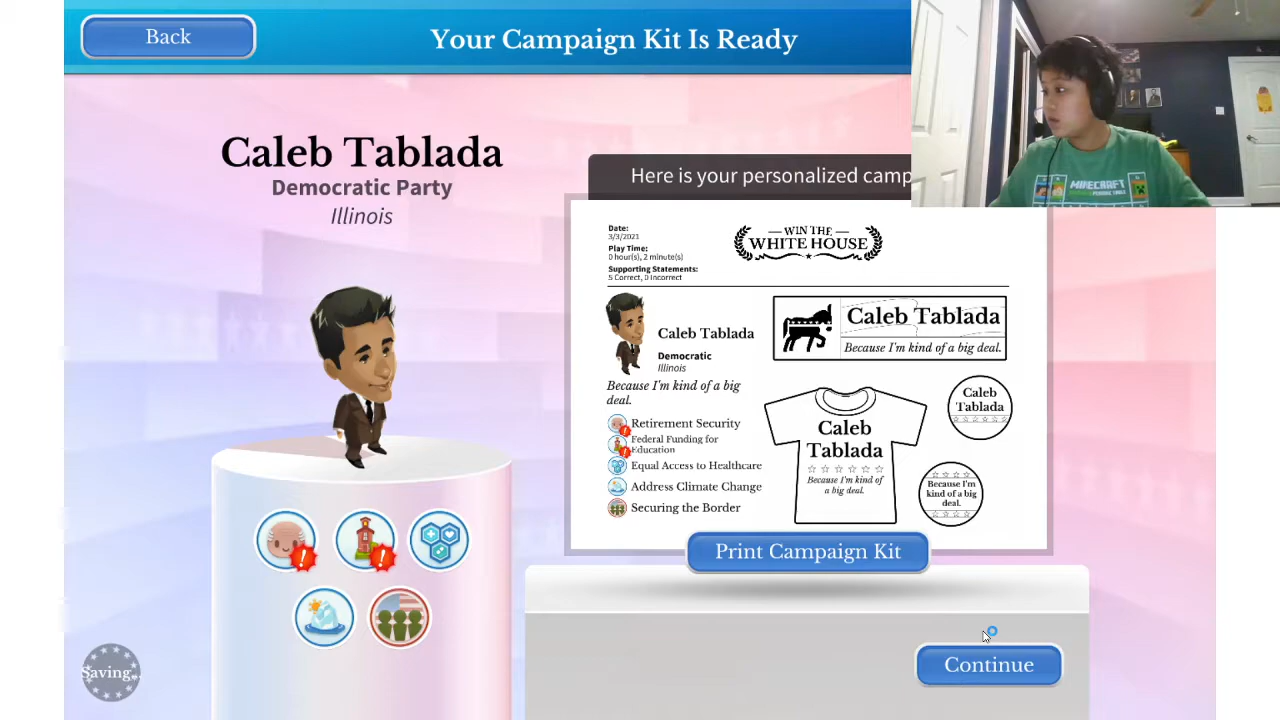 Back
Your Campaign Kit Is Ready
Caleb Tablada
Democratic Party
Illinois
Here is your personalized camp
Date:
3/3/2021
Play Time:
0 hour(s), 2 minute(s)
Supporting Statements:
5 Correct, 0 Incorrect
WIN THE
WHITE HOUSE
Caleb Tablada
Democratic
Illinois
Because I'm kind of a big
deal.
Retirement Security
Federal Funding for
Education
Equal Access to Healthcare
Address Climate Change
Securing the Border
Caleb Tablada
Because I'm kind of a big deal.
Caleb
Tablada
Because I'm kind of
a big deal.
Caleb
Tablada
Because I'm
kind of a big
deal.
Print Campaign Kit
Continue
Saving...
MINECRAFT